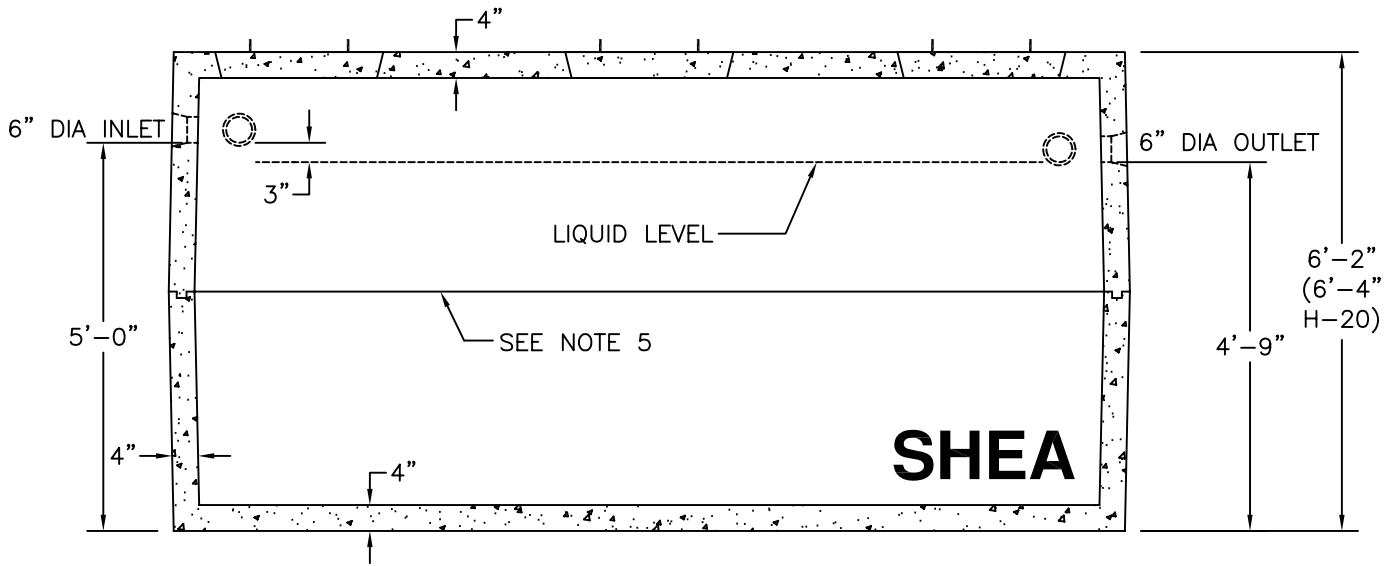 4”
6” DIA INLET
6” DIA OUTLET
3”
LIQUID LEVEL
6’-2”
(6’-4”
H-20)
5’-0”
SEE NOTE 5
4’-9”
4”
4”
SHEA